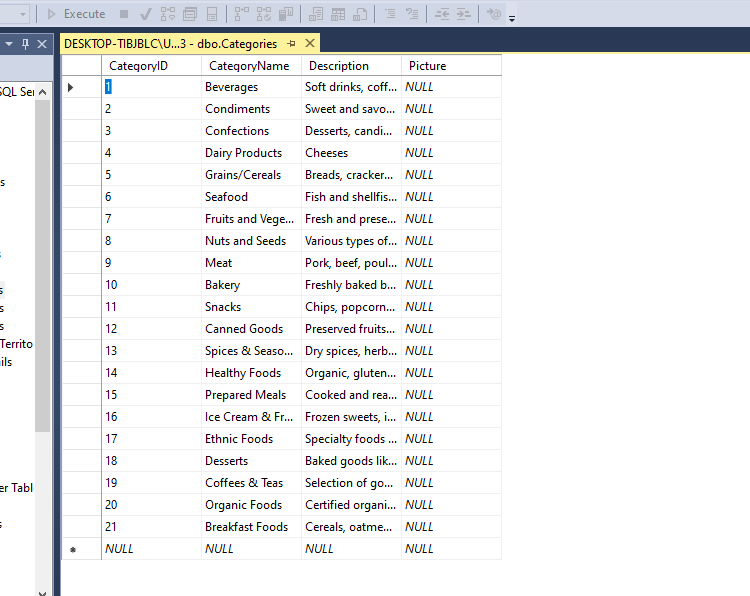 Execute
DESKTOP-TIBJBLC\U...3 - dbo.Categories
SQL Ser
CategoryID CategoryName Description Picture
1 Beverages Soft drinks, coff... NULL
2 Condiments Sweet and savo... NULL
3 Confections Desserts, candi... NULL
4 Dairy Products Cheeses NULL
5 Grains/Cereals Breads, cracker... NULL
6 Seafood Fish and shellfis... NULL
7 Fruits and Vege... Fresh and prese... NULL
8 Nuts and Seeds Various types of... NULL
9 Meat Pork, beef, poul... NULL
10 Bakery Freshly baked b... NULL
11 Snacks Chips, popcorn... NULL
12 Canned Goods Preserved fruits... NULL
13 Spices & Seaso... Dry spices, herb... NULL
14 Healthy Foods Organic, gluten... NULL
15 Prepared Meals Cooked and rea... NULL
16 Ice Cream & Fr... Frozen sweets, i... NULL
17 Ethnic Foods Specialty foods ... NULL
18 Desserts Baked goods lik... NULL
19 Coffees & Teas Selection of go... NULL
20 Organic Foods Certified organi... NULL
21 Breakfast Foods Cereals, oatme... NULL
NULL NULL NULL NULL
s
s
s
s
Territo
ils
er Tabl
s